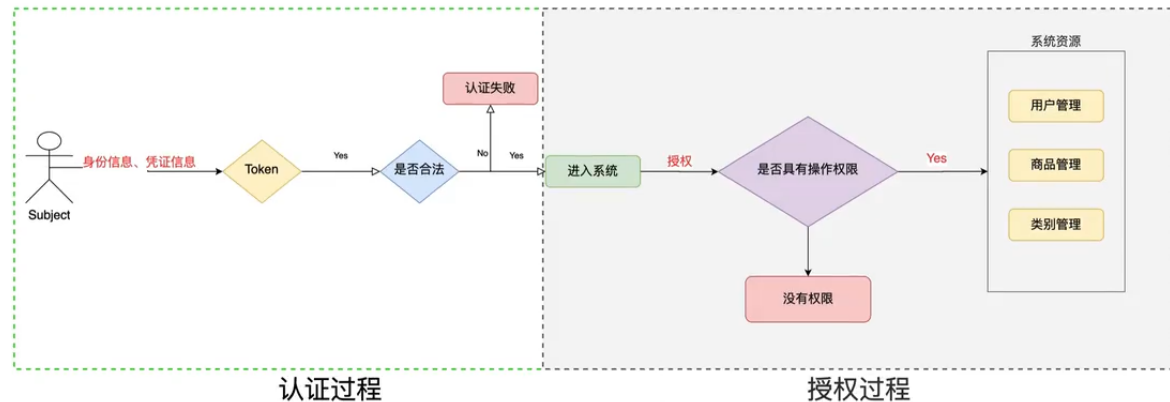 系统资源
认证失败
用户管理
身份信息、凭证信息
Token
Yes
是否合法
No
Yes
进入系统
授权
是否具有操作权限
Yes
商品管理
Subject
类别管理
没有权限
认证过程
授权过程